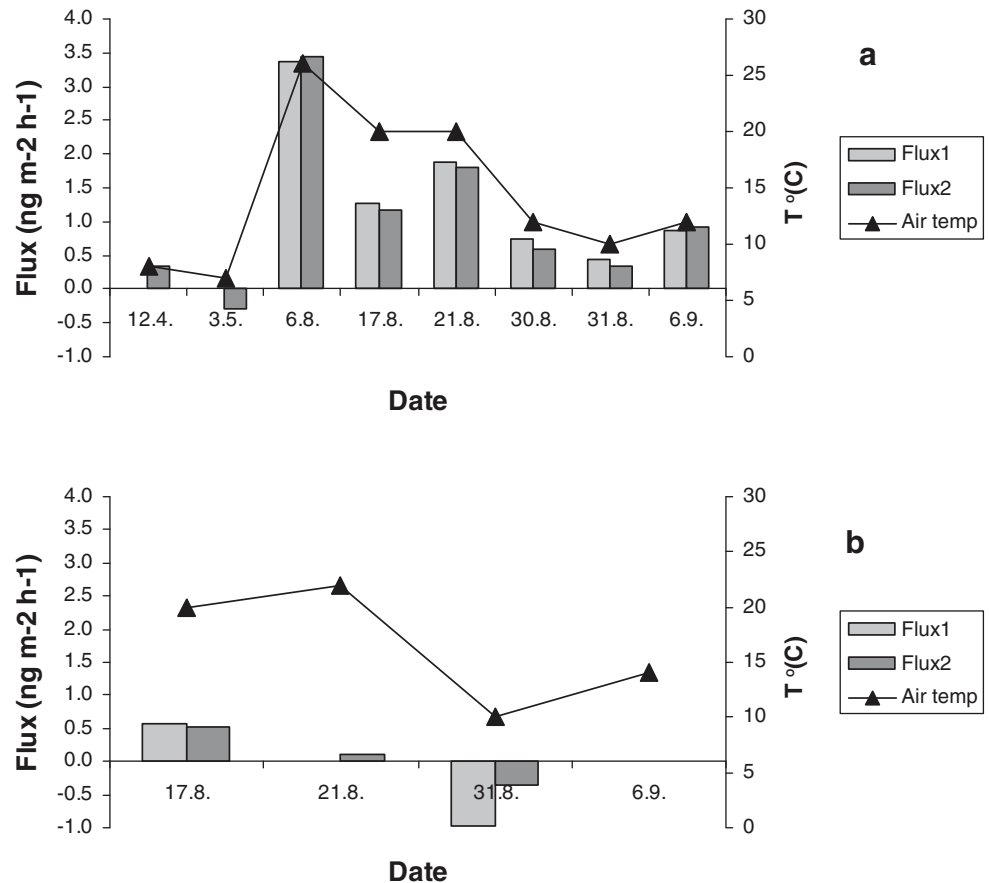 4.0
3.5
3.0
2.5
2.0
1.5
1.0
0.5
0.0
-0.5
-1.0
Flux (ng m-2 h-1)
12.4. 3.5. 6.8. 17.8. 21.8. 30.8. 31.8. 6.9.
Date
30
25
20
15
10
5
0
T °(C)
a
Flux1
Flux2
Air temp
4.0
3.5
3.0
2.5
2.0
1.5
1.0
0.5
0.0
-0.5
-1.0
Flux (ng m-2 h-1)
17.8. 21.8. 31.8. 6.9.
Date
30
25
20
15
10
5
0
T °(C)
b
Flux1
Flux2
Air temp